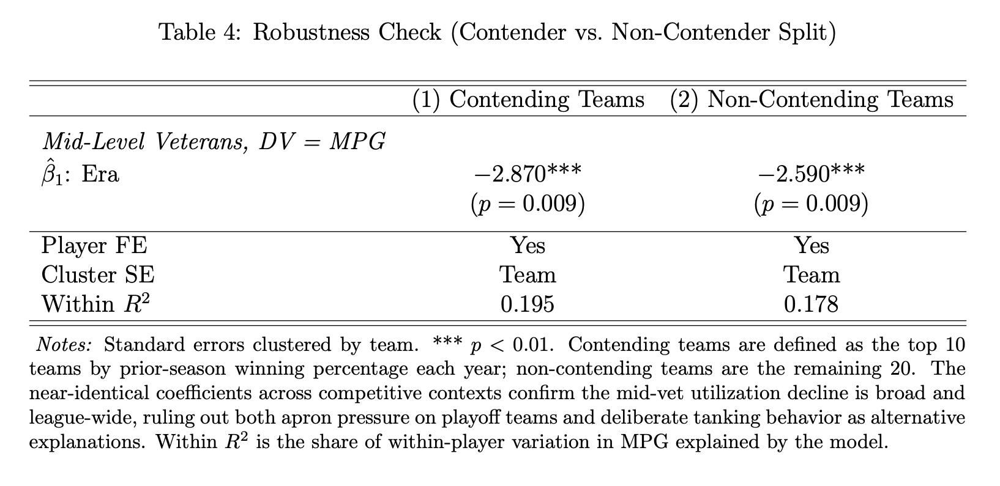 Table 4: Robustness Check (Contender vs. Non-Contender Split)
(1) Contending Teams (2) Non-Contending Teams
Mid-Level Veterans, DV = MPG
β̂₁: Era −2.870*** −2.590***
(p = 0.009) (p = 0.009)
Player FE Yes Yes
Cluster SE Team Team
Within R² 0.195 0.178
Notes: Standard errors clustered by team. *** p < 0.01. Contending teams are defined as the top 10
teams by prior-season winning percentage each year; non-contending teams are the remaining 20. The
near-identical coefficients across competitive contexts confirm the mid-vet utilization decline is broad and
league-wide, ruling out both apron pressure on playoff teams and deliberate tanking behavior as alternative
explanations. Within R² is the share of within-player variation in MPG explained by the model.